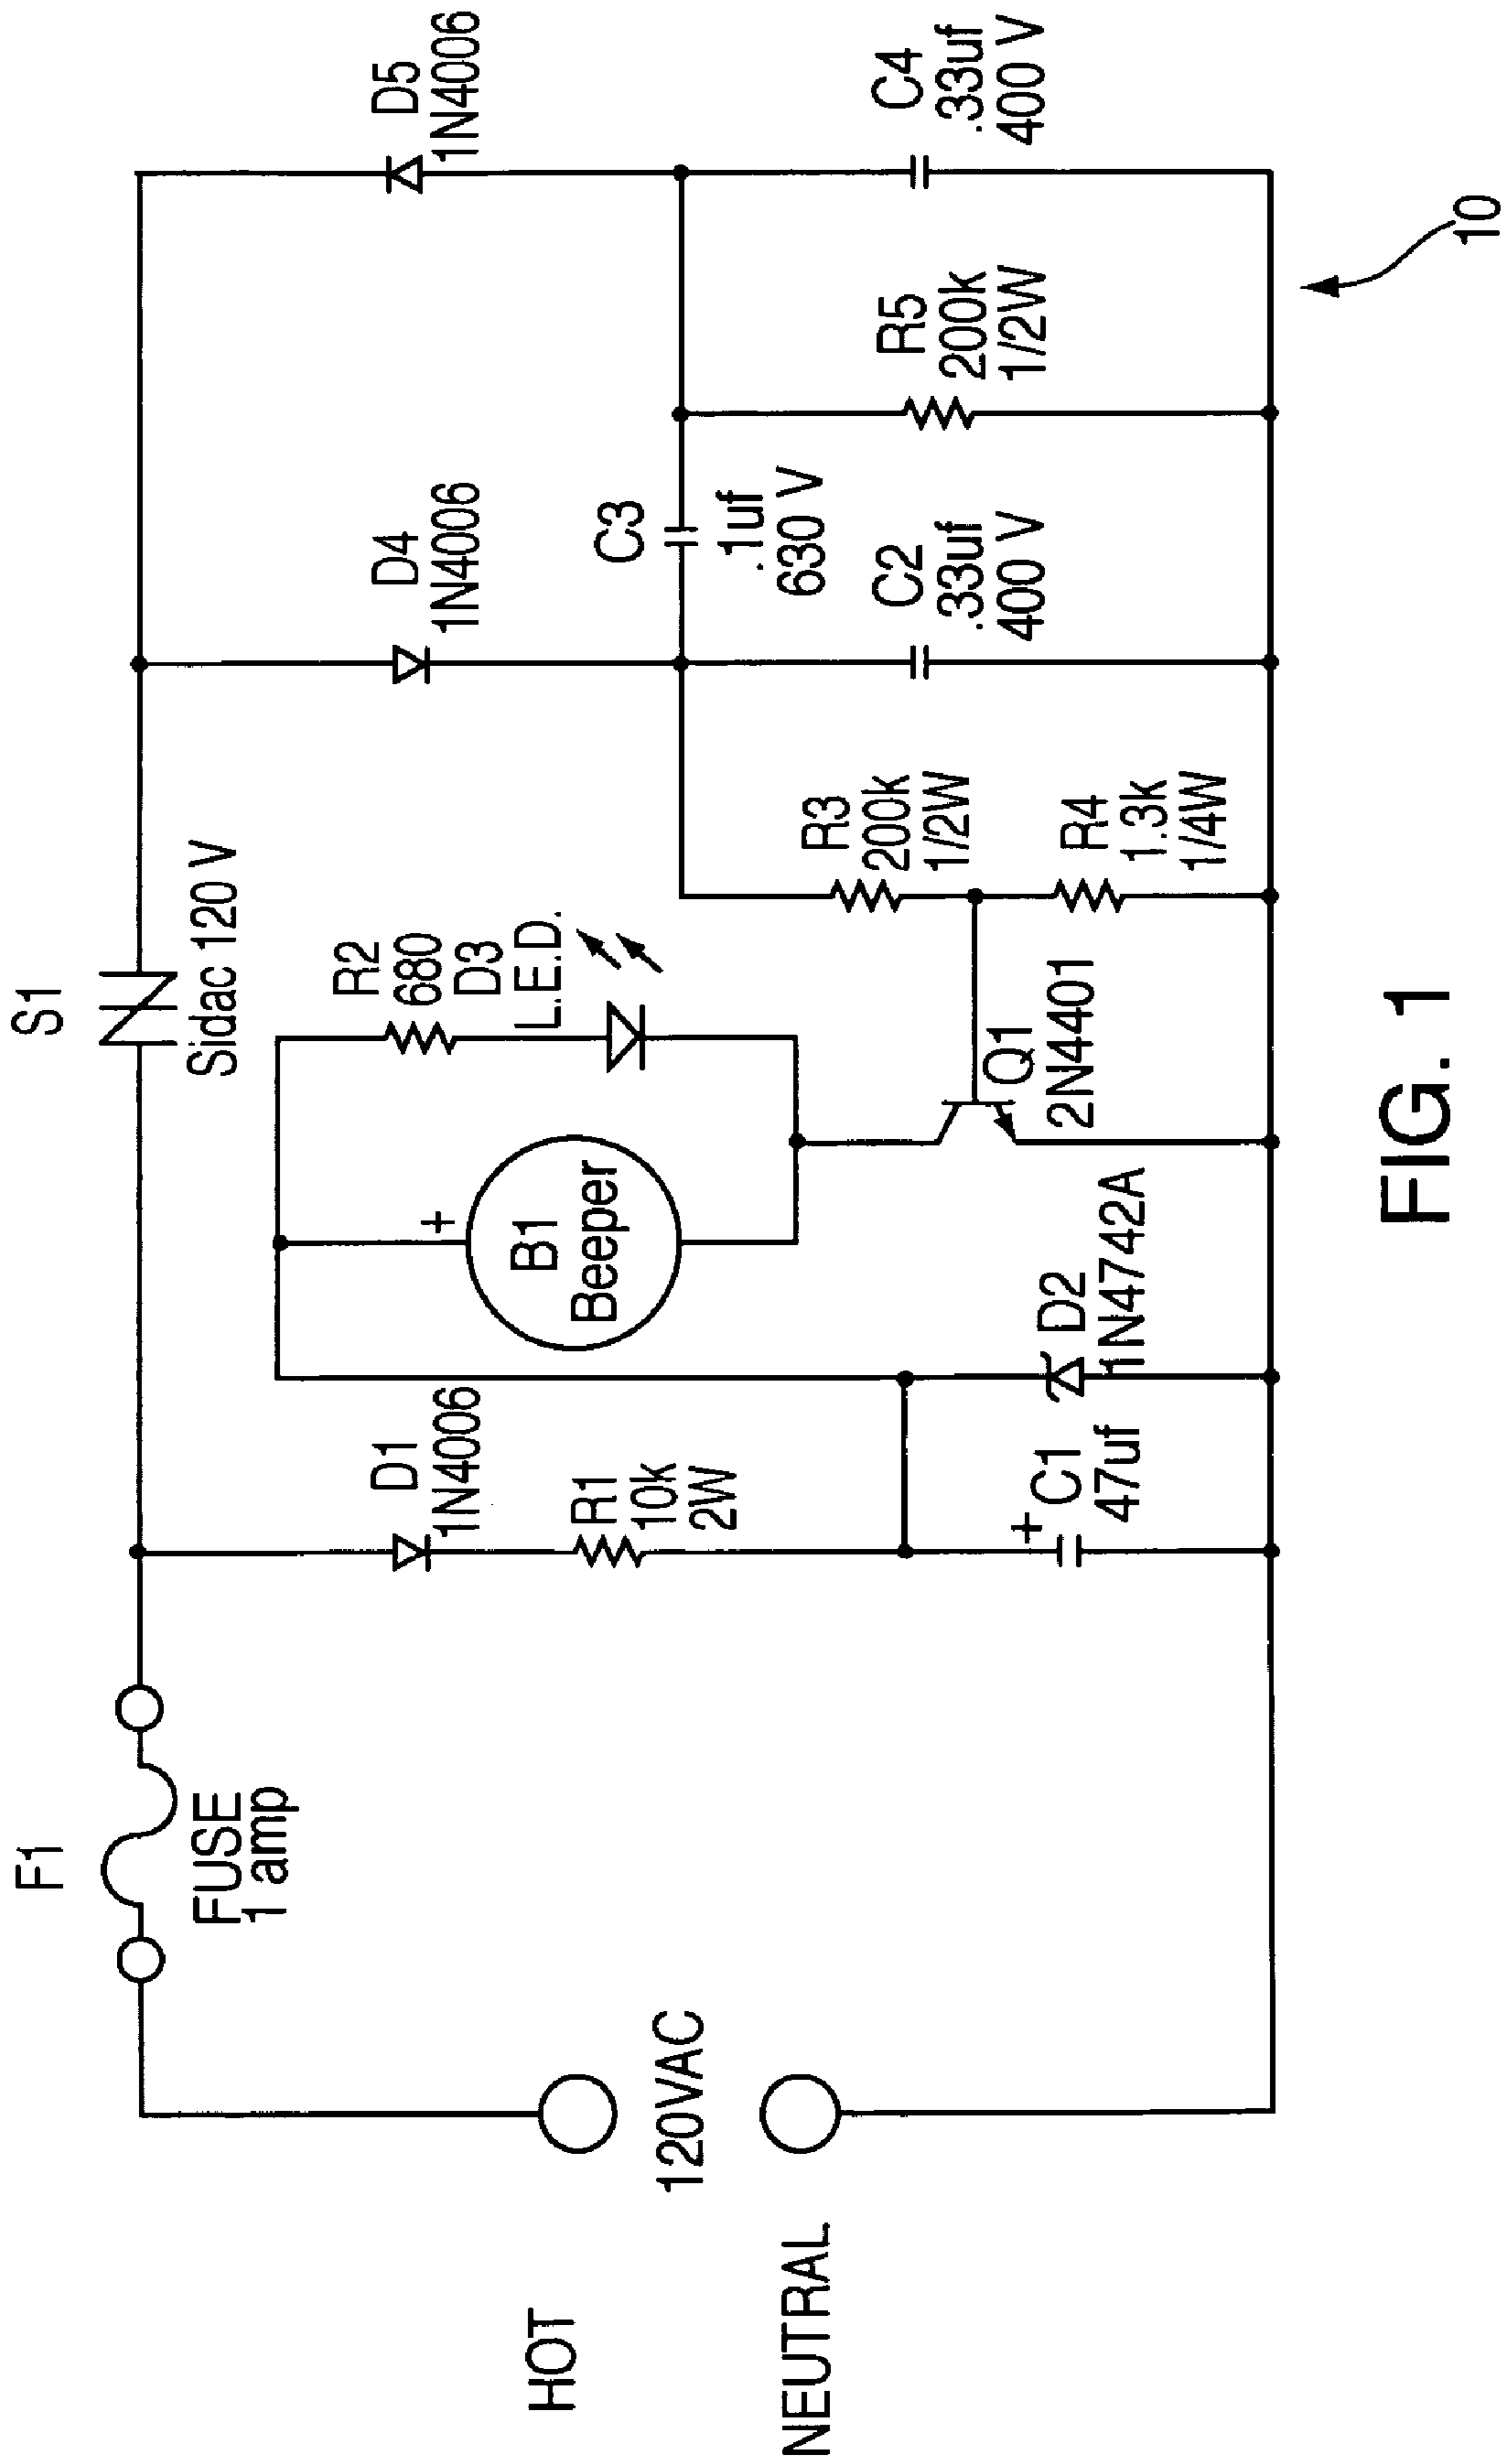 F1
FUSE
1 amp
S1
Sidac 120 V
D1
1N4006
R1
10k
2W
+
B1
Beeper
R2
680
D3
L.E.D.
D4
1N4006
D5
1N4006
C3
.1uf
630 V
HOT
120VAC
NEUTRAL
+
C1
47uf
D2
1N4742A
Q1
2N4401
R3
200k
1/2W
R4
1.3k
1/4W
C2
.33uf
400 V
R5
200k
1/2W
C4
.33uf
400 V
10
FIG. 1